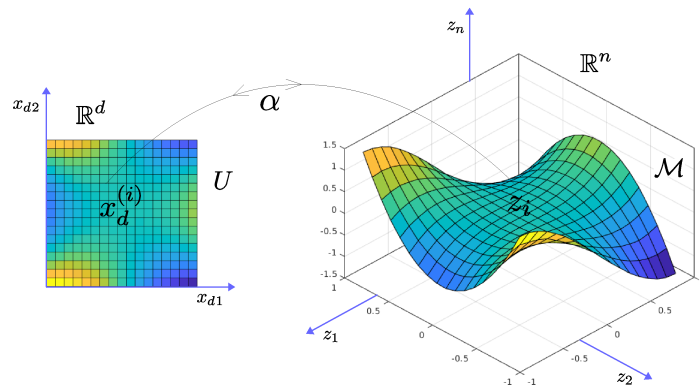 x_{d2}
ℝ^d
U
x_d^{(i)}
x_{d1}
α
z_n
ℝ^n
ℳ
z_i
1.5
1
0.5
0
-0.5
-1
-1.5
1
0.5
0
-0.5
-1
-1
-0.5
0
0.5
z_1
z_2